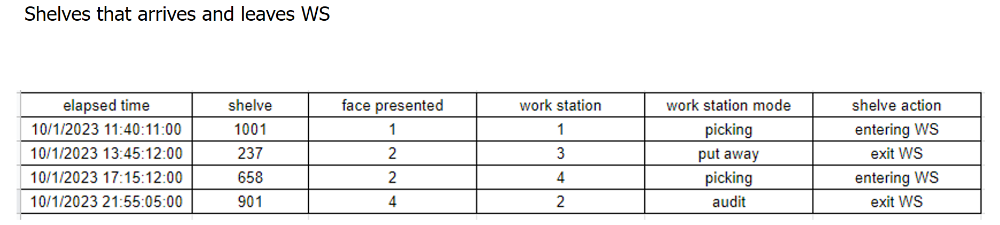 Shelves that arrives and leaves WS
elapsed time shelve face presented work station work station mode shelve action
10/1/2023 11:40:11:00 1001 1 1 picking entering WS
10/1/2023 13:45:12:00 237 2 3 put away exit WS
10/1/2023 17:15:12:00 658 2 4 picking entering WS
10/1/2023 21:55:05:00 901 4 2 audit exit WS